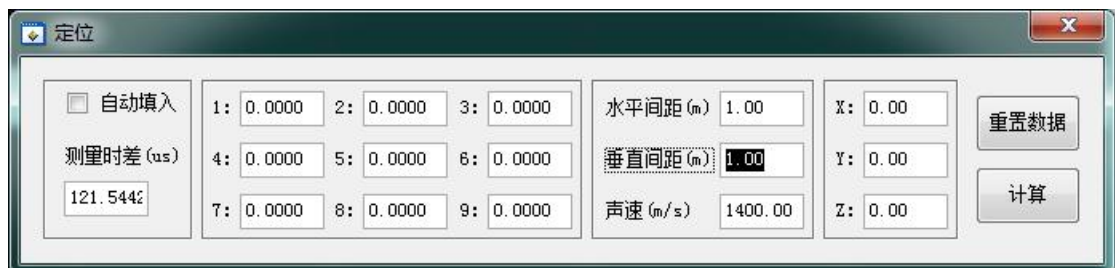 定位
自动填入
测量时差(us)
121.5442
1: 0.0000 2: 0.0000 3: 0.0000
4: 0.0000 5: 0.0000 6: 0.0000
7: 0.0000 8: 0.0000 9: 0.0000
水平间距(m) 1.00
垂直间距(m) 1.00
声速(m/s) 1400.00
X: 0.00
Y: 0.00
Z: 0.00
重置数据
计算